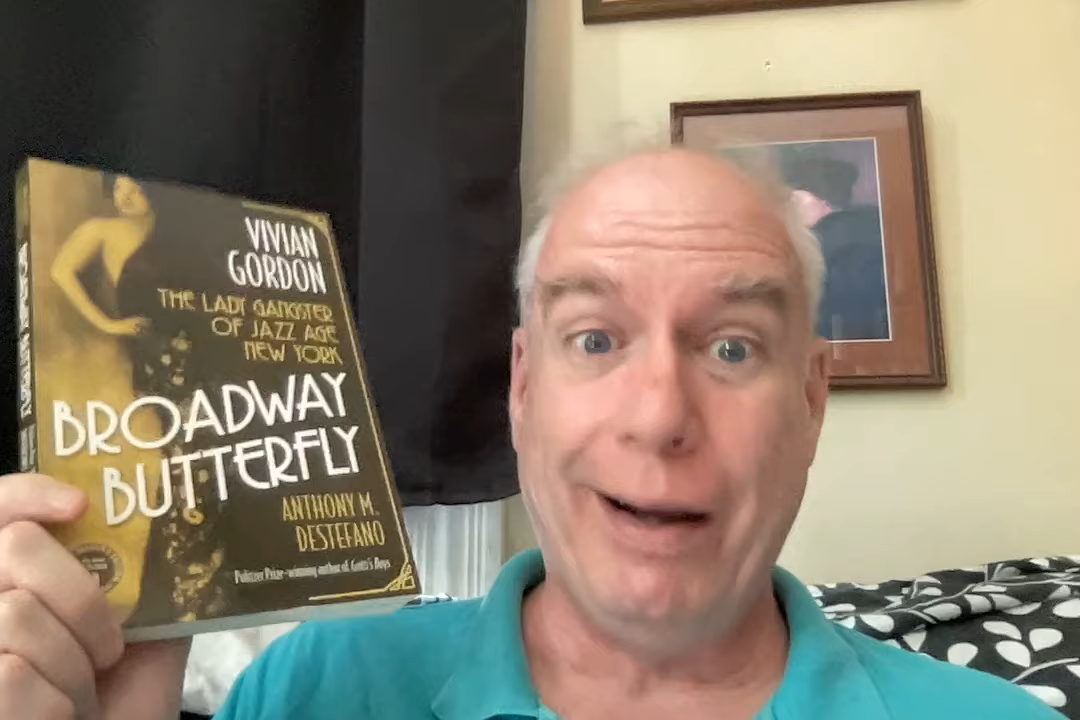 VIVIAN
GORDON
THE LADY GANGSTER
OF JAZZ AGE
NEW YORK
BROADWAY
BUTTERFLY
ANTHONY M.
DESTEFANO
Pulitzer Prize-winning author of Gotti's Boys